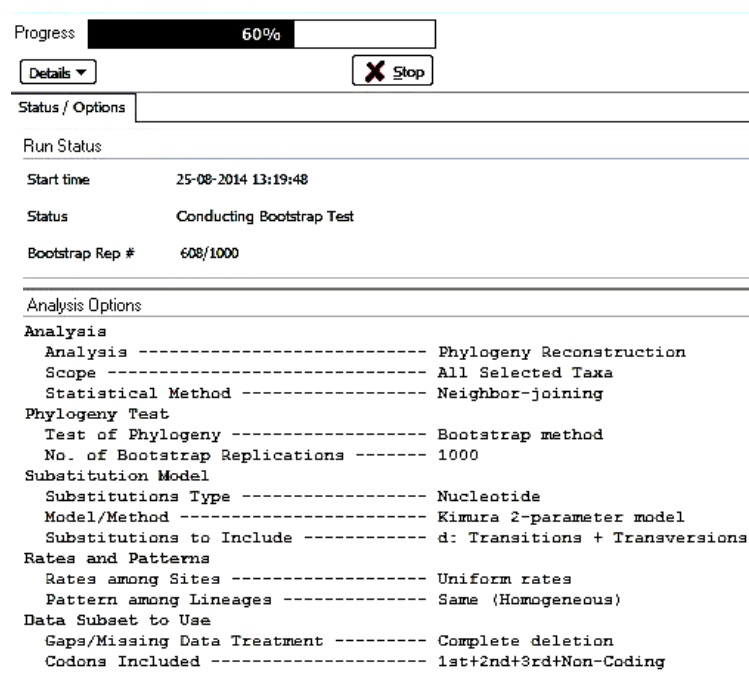 Progress 60%
Details ▼ X Stop
Status / Options
Run Status
Start time 25-08-2014 13:19:48
Status Conducting Bootstrap Test
Bootstrap Rep # 608/1000
Analysis Options
Analysis
Analysis ---------------------------- Phylogeny Reconstruction
Scope ------------------------------- All Selected Taxa
Statistical Method ------------------ Neighbor-joining
Phylogeny Test
Test of Phylogeny ------------------- Bootstrap method
No. of Bootstrap Replications ------- 1000
Substitution Model
Substitutions Type ------------------ Nucleotide
Model/Method ------------------------ Kimura 2-parameter model
Substitutions to Include ------------ d: Transitions + Transversions
Rates and Patterns
Rates among Sites ------------------- Uniform rates
Pattern among Lineages -------------- Same (Homogeneous)
Data Subset to Use
Gaps/Missing Data Treatment --------- Complete deletion
Codons Included --------------------- 1st+2nd+3rd+Non-Coding